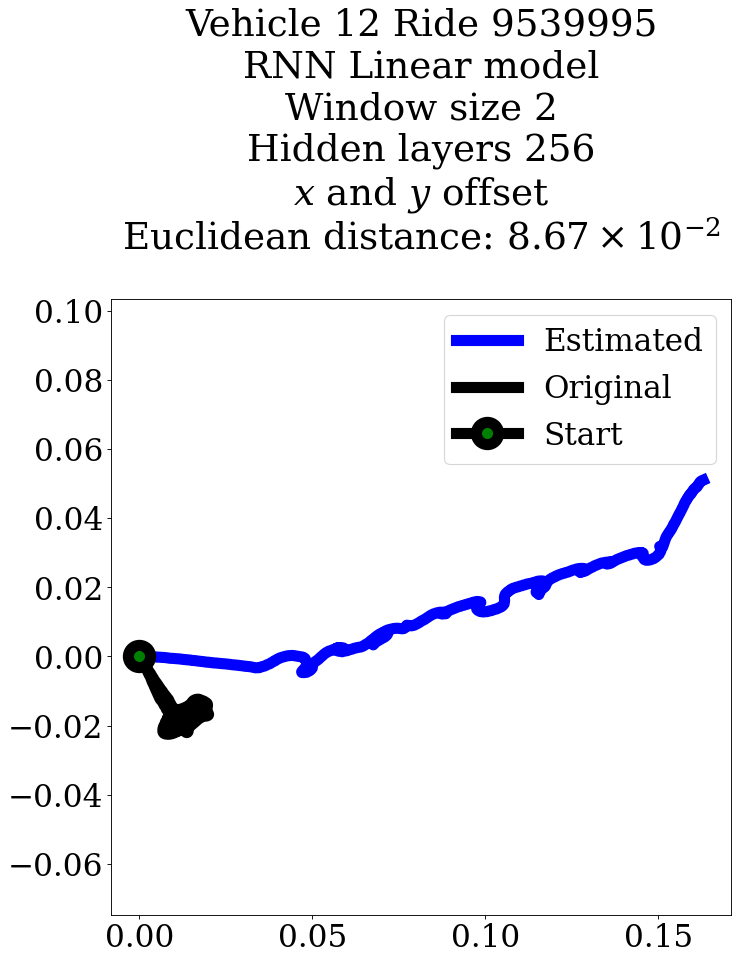 Vehicle 12 Ride 9539995
RNN Linear model
Window size 2
Hidden layers 256
x and y offset
Euclidean distance: 8.67 × 10⁻²
Estimated
Original
Start
0.10
0.08
0.06
0.04
0.02
0.00
−0.02
−0.04
−0.06
0.00 0.05 0.10 0.15